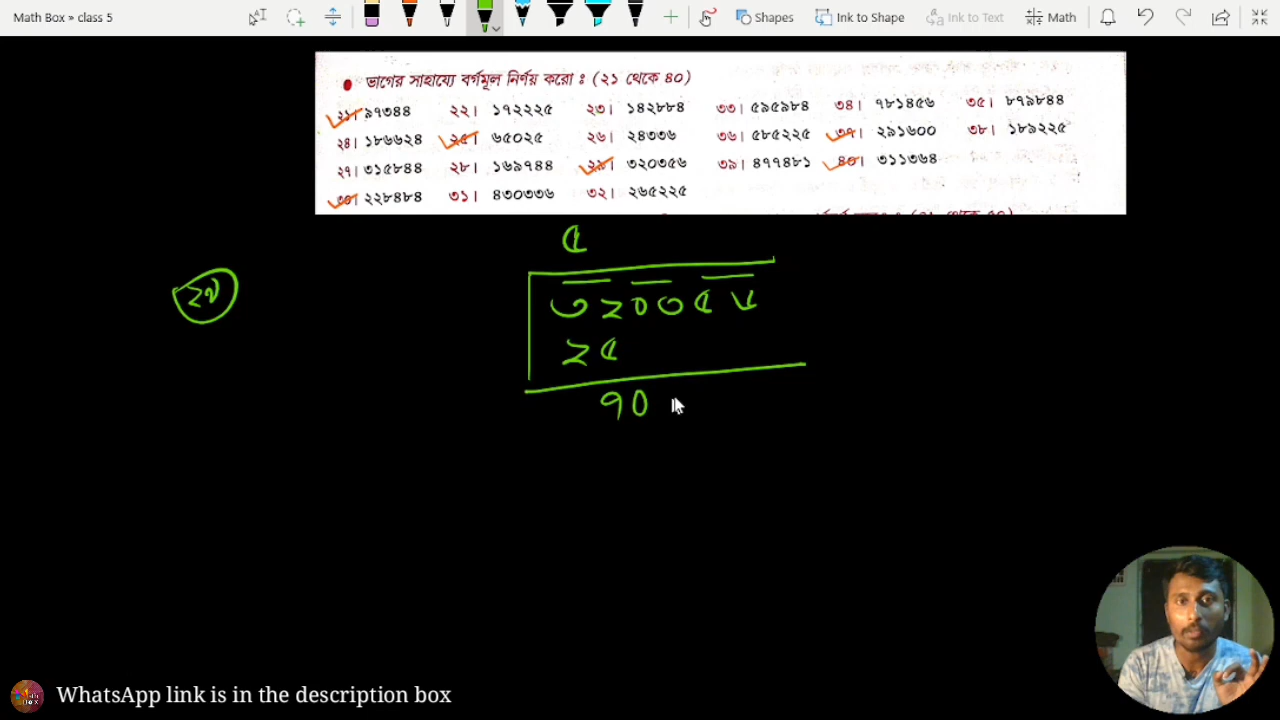 Math Box » class 5
Shapes Ink to Shape Ink to Text Math
● ভাগের সাহায্যে বর্গমূল নির্ণয় করো ঃ (২১ থেকে ৪০)
২১। ৯৭৩৪৪ ২২। ১৭২২২৫ ২৩। ১৪২৮৮৪ ৩৩। ৫৯৫৯৮৪ ৩৪। ৭৮১৪৫৬ ৩৫। ৮৭৯৮৪৪
২৪। ১৮৬৬২৪ ২৫। ৬৫০২৫ ২৬। ২৪৩৩৬ ৩৬। ৫৮৫২২৫ ৩৭। ২৯১৬০০ ৩৮। ১৮৯২২৫
২৭। ৩১৫৮৪৪ ২৮। ১৬৯৭৪৪ ২৯। ৩২০৩৫৬ ৩৯। ৪৭৭৪৮১ ৪০। ৩১১৩৬৪
৩০। ২২৮৪৮৪ ৩১। ৪৩০৩৩৬ ৩২। ২৬৫২২৫
৫
২৯ ৩২০৩৫৬
২৫
৭০
WhatsApp link is in the description box